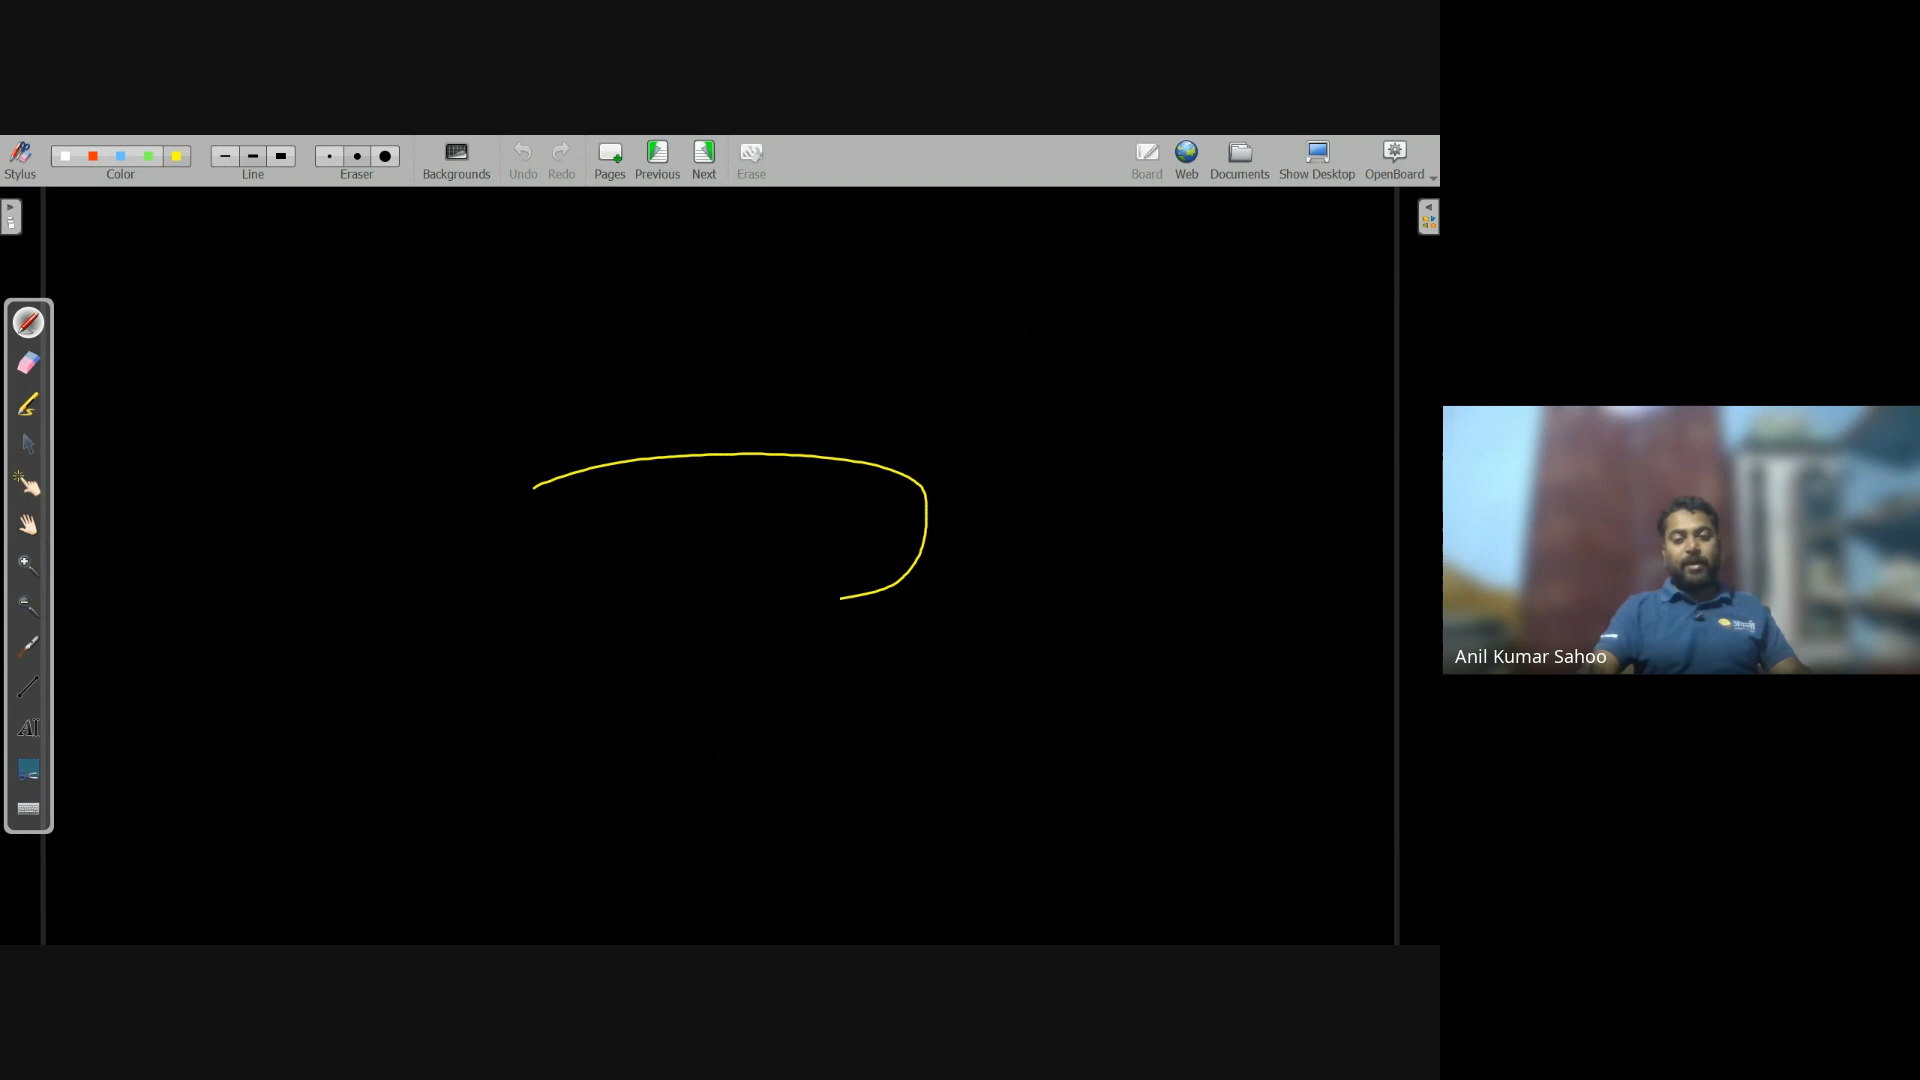 Stylus
Color
Line
Eraser
Backgrounds
Undo
Redo
Pages
Previous
Next
Erase
Board
Web
Documents
Show Desktop
OpenBoard
AI
Anil Kumar Sahoo